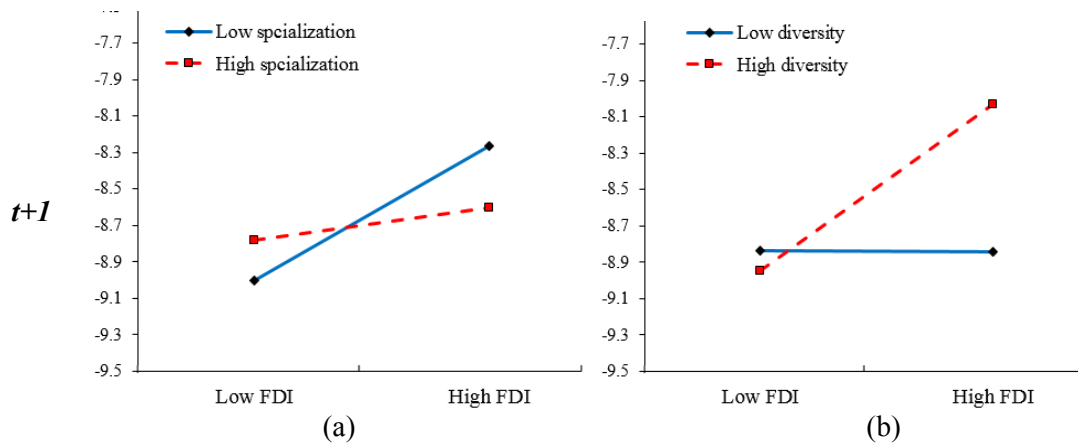 Low spcialization
High spcialization
-7.7
-7.9
-8.1
-8.3
-8.5
-8.7
-8.9
-9.1
-9.3
-9.5
Low FDI
High FDI
(a)
t+1
Low diversity
High diversity
-7.7
-7.9
-8.1
-8.3
-8.5
-8.7
-8.9
-9.1
-9.3
-9.5
Low FDI
High FDI
(b)